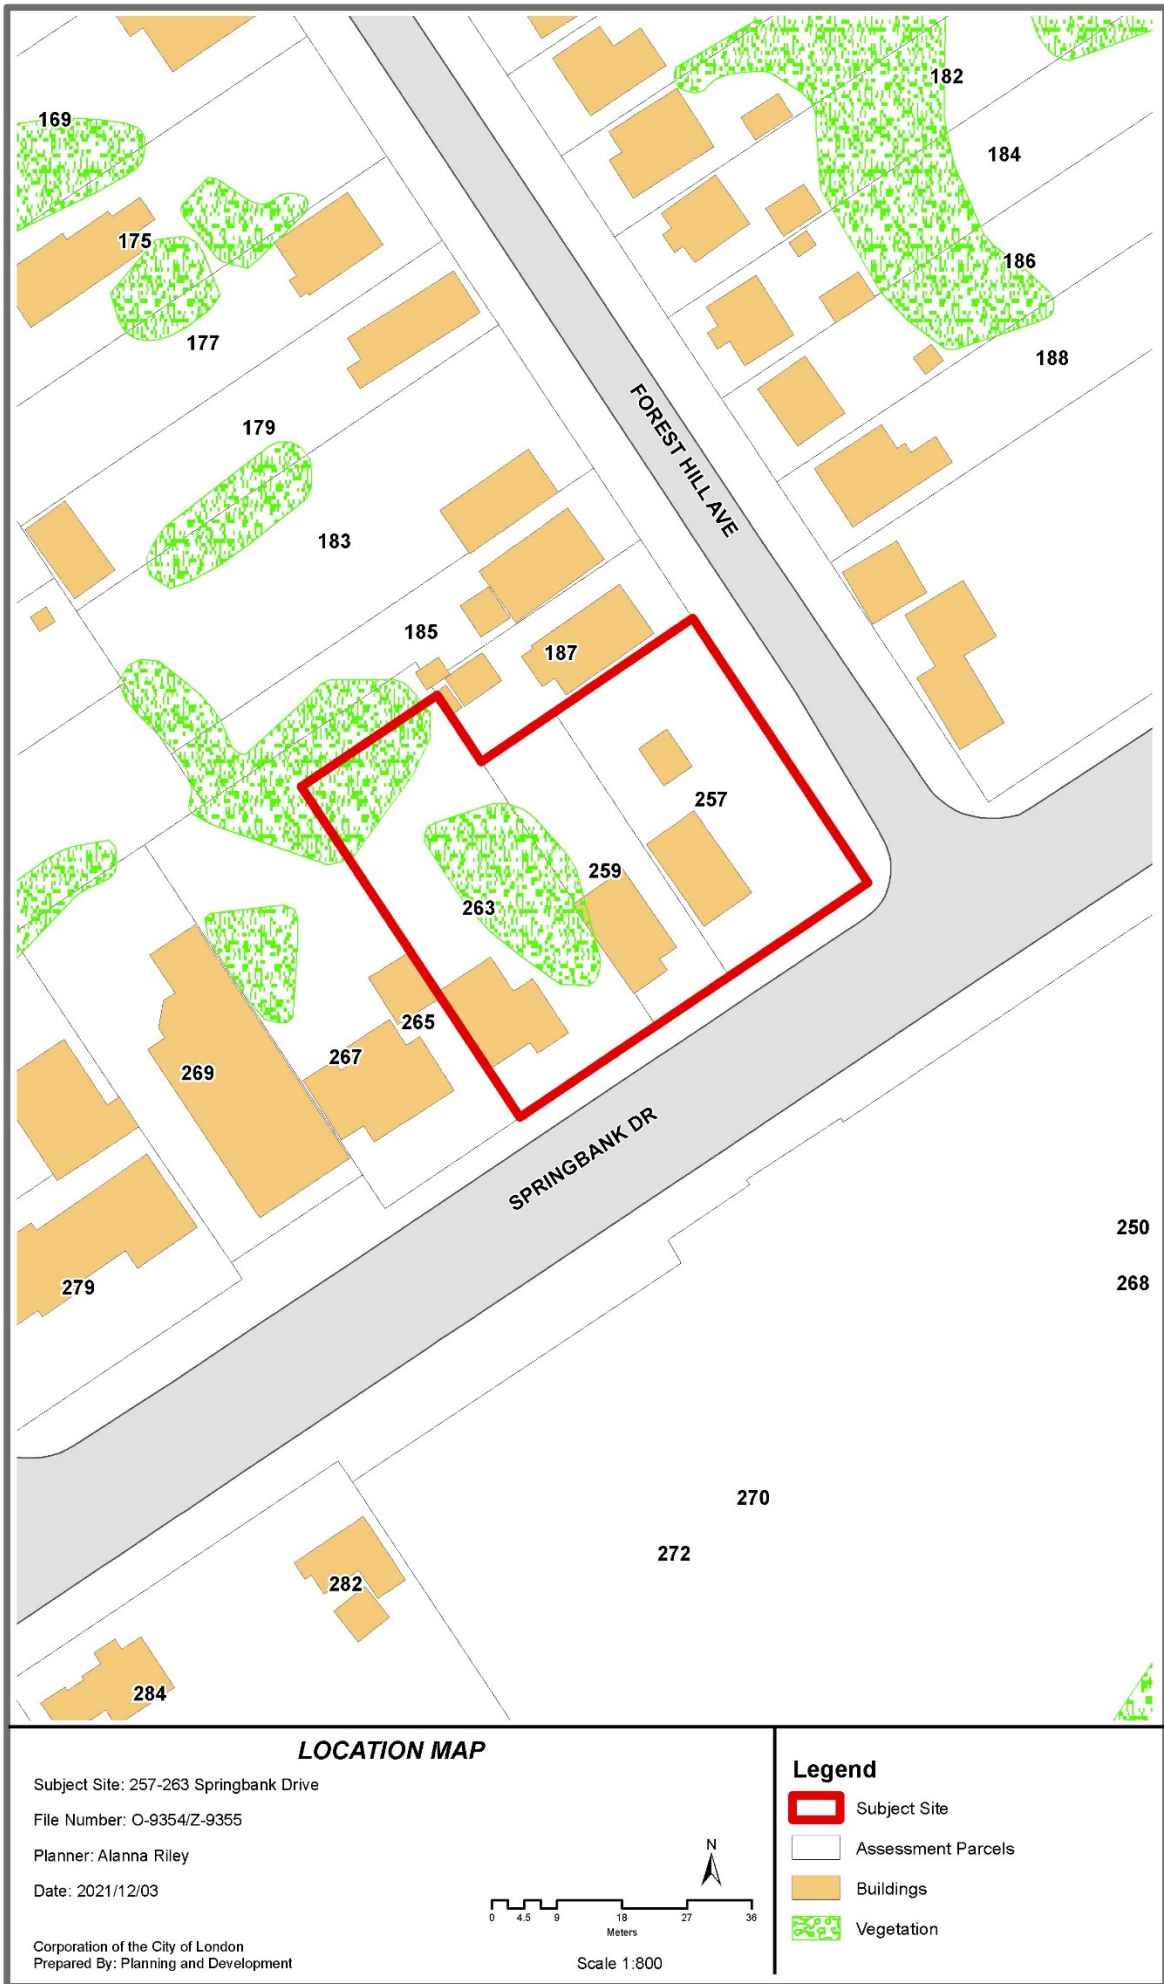 182
169
184
175
186
177
188
FOREST HILL AVE
179
183
185
187
257
259
263
265
267
269
SPRINGBANK DR
250
268
279
270
272
282
284
LOCATION MAP
Subject Site: 257-263 Springbank Drive
File Number: O-9354/Z-9355
Planner: Alanna Riley
Date: 2021/12/03
Corporation of the City of London
Prepared By: Planning and Development
N
0 4.5 9 18 27 36
Meters
Scale 1:800
Legend
Subject Site
Assessment Parcels
Buildings
Vegetation